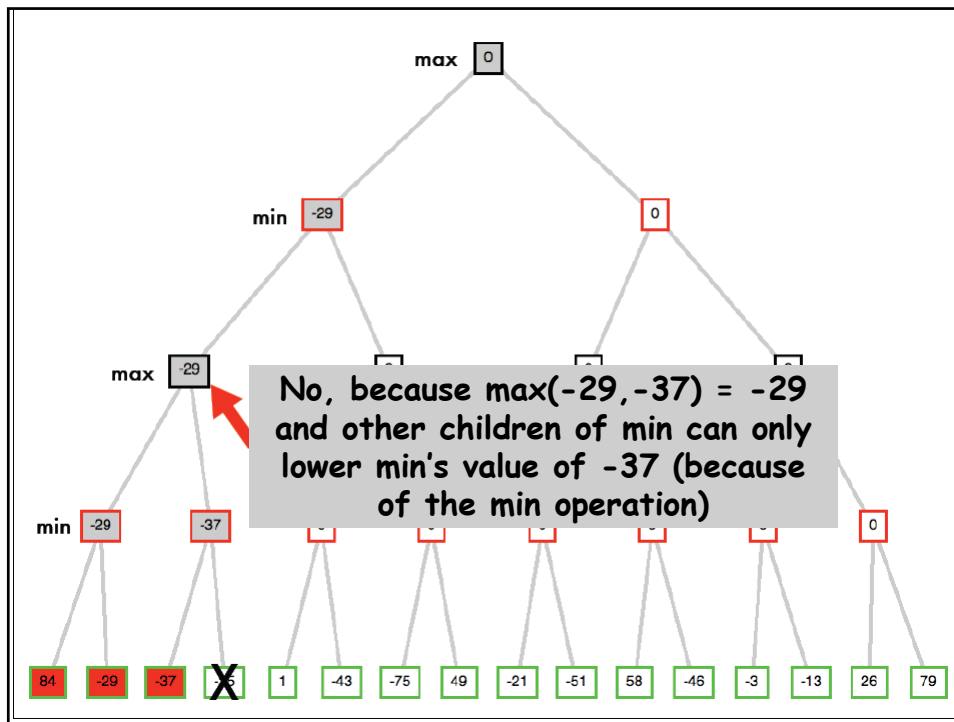 max 0
min -29 0
max -29
No, because max(-29,-37) = -29
and other children of min can only
lower min's value of -37 (because
of the min operation)
min -29 -37 0
84 -29 -37 X 1 -43 -75 49 -21 -51 58 -46 -3 -13 26 79